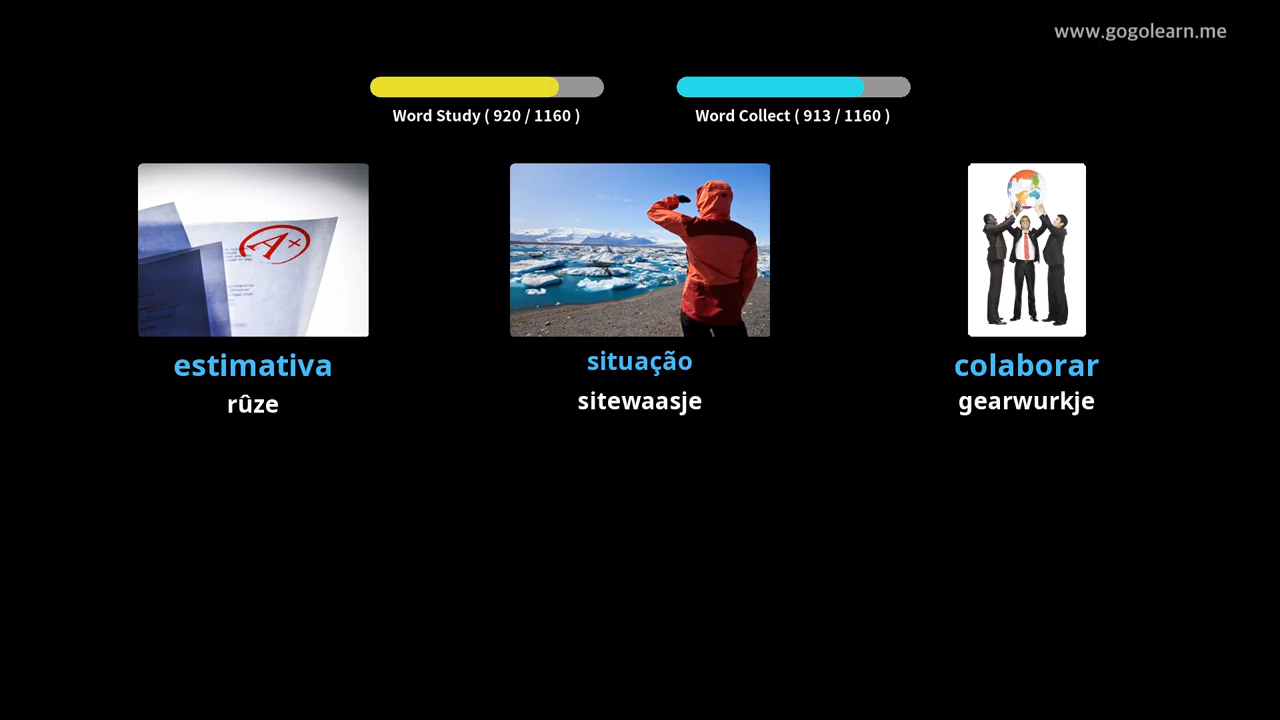 www.gogolearn.me
Word Study ( 920 / 1160 )
Word Collect ( 913 / 1160 )
A+
estimativa
situação
colaborar
rûze
sitewaasje
gearwurkje